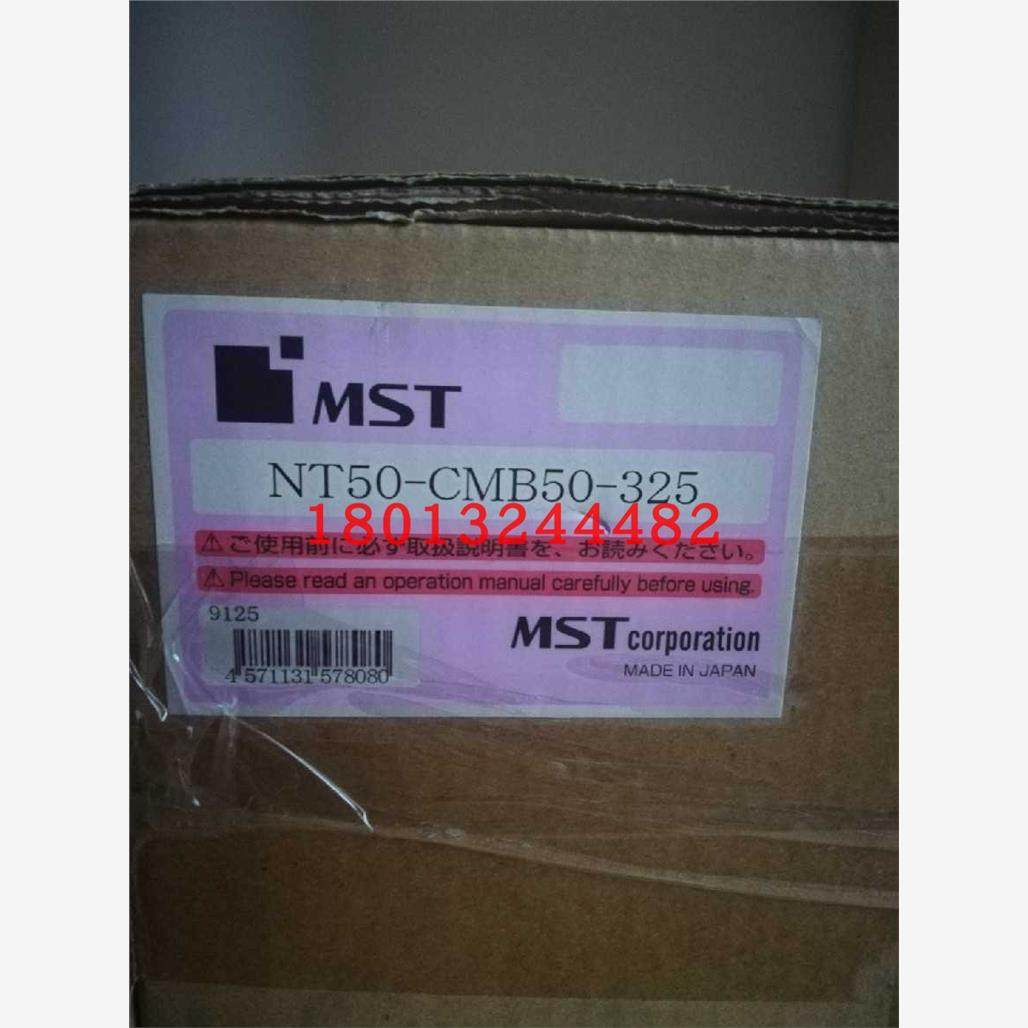 MST
NT50-CMB50-325
18013244482
⚠ご使用前に必ず取扱説明書を、お読みください。
⚠Please read an operation manual carefully before using.
9125
4 571131 578080
MST corporation
MADE IN JAPAN